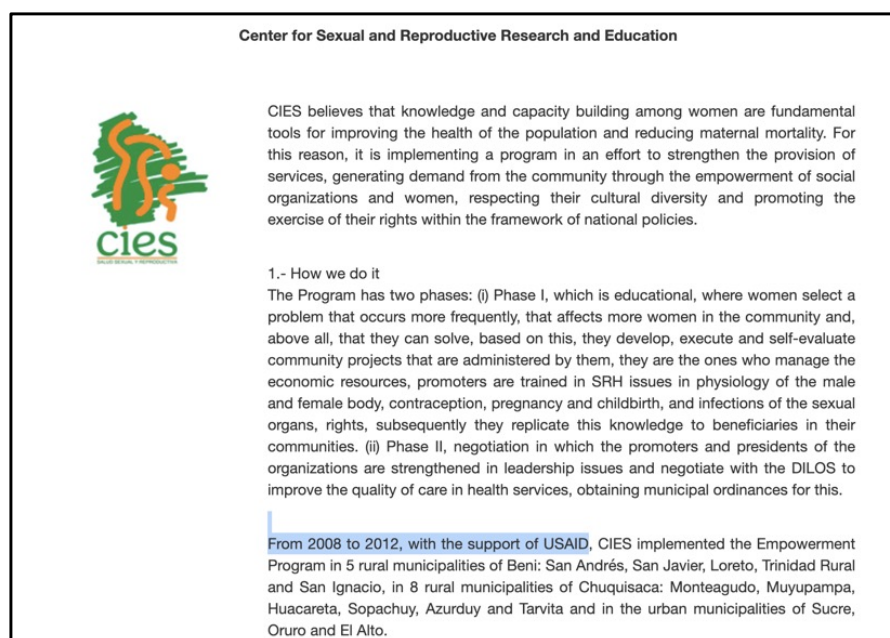 Center for Sexual and Reproductive Research and Education
cies
SALUD SEXUAL Y REPRODUCTIVA
CIES believes that knowledge and capacity building among women are fundamental
tools for improving the health of the population and reducing maternal mortality. For
this reason, it is implementing a program in an effort to strengthen the provision of
services, generating demand from the community through the empowerment of social
organizations and women, respecting their cultural diversity and promoting the
exercise of their rights within the framework of national policies.
1.- How we do it
The Program has two phases: (i) Phase I, which is educational, where women select a
problem that occurs more frequently, that affects more women in the community and,
above all, that they can solve, based on this, they develop, execute and self-evaluate
community projects that are administered by them, they are the ones who manage the
economic resources, promoters are trained in SRH issues in physiology of the male
and female body, contraception, pregnancy and childbirth, and infections of the sexual
organs, rights, subsequently they replicate this knowledge to beneficiaries in their
communities. (ii) Phase II, negotiation in which the promoters and presidents of the
organizations are strengthened in leadership issues and negotiate with the DILOS to
improve the quality of care in health services, obtaining municipal ordinances for this.
From 2008 to 2012, with the support of USAID, CIES implemented the Empowerment
Program in 5 rural municipalities of Beni: San Andrés, San Javier, Loreto, Trinidad Rural
and San Ignacio, in 8 rural municipalities of Chuquisaca: Monteagudo, Muyupampa,
Huacareta, Sopachuy, Azurduy and Tarvita and in the urban municipalities of Sucre,
Oruro and El Alto.